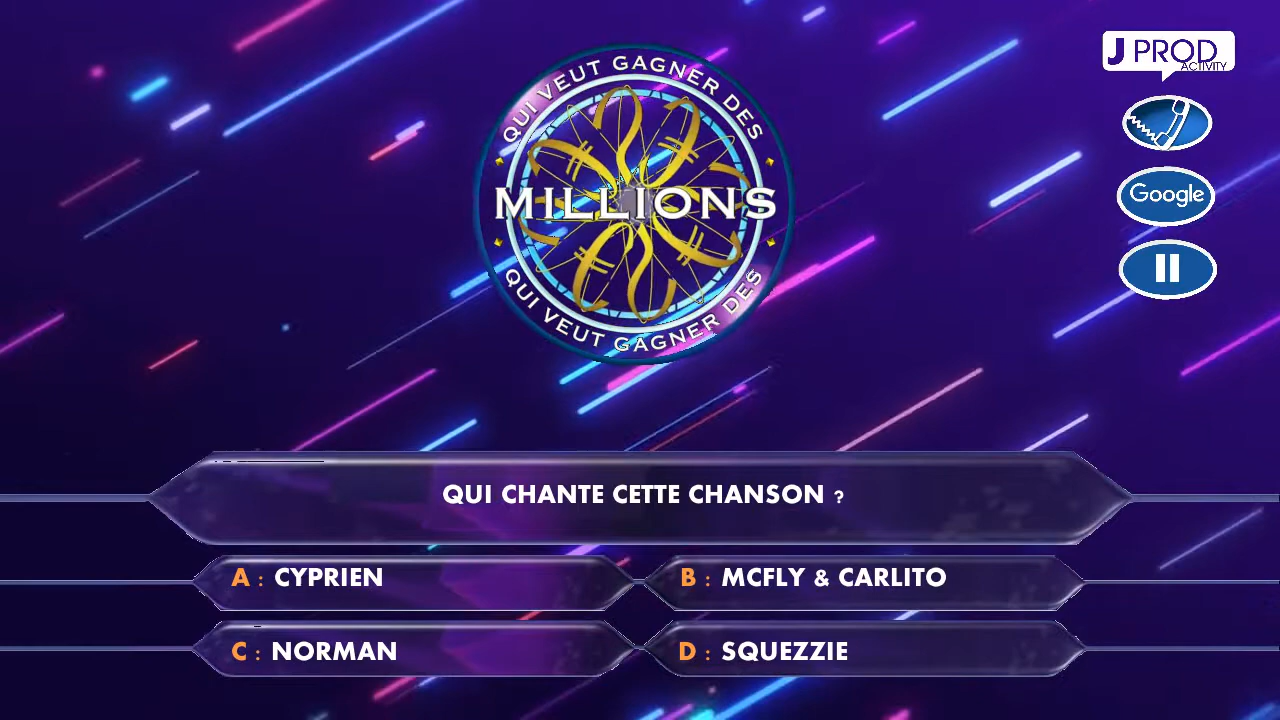 J PROD
ACTIVITY
QUI VEUT GAGNER DES
MILLIONS
QUI VEUT GAGNER DES
Google
QUI CHANTE CETTE CHANSON ?
A : CYPRIEN
B : MCFLY & CARLITO
C : NORMAN
D : SQUEZZIE